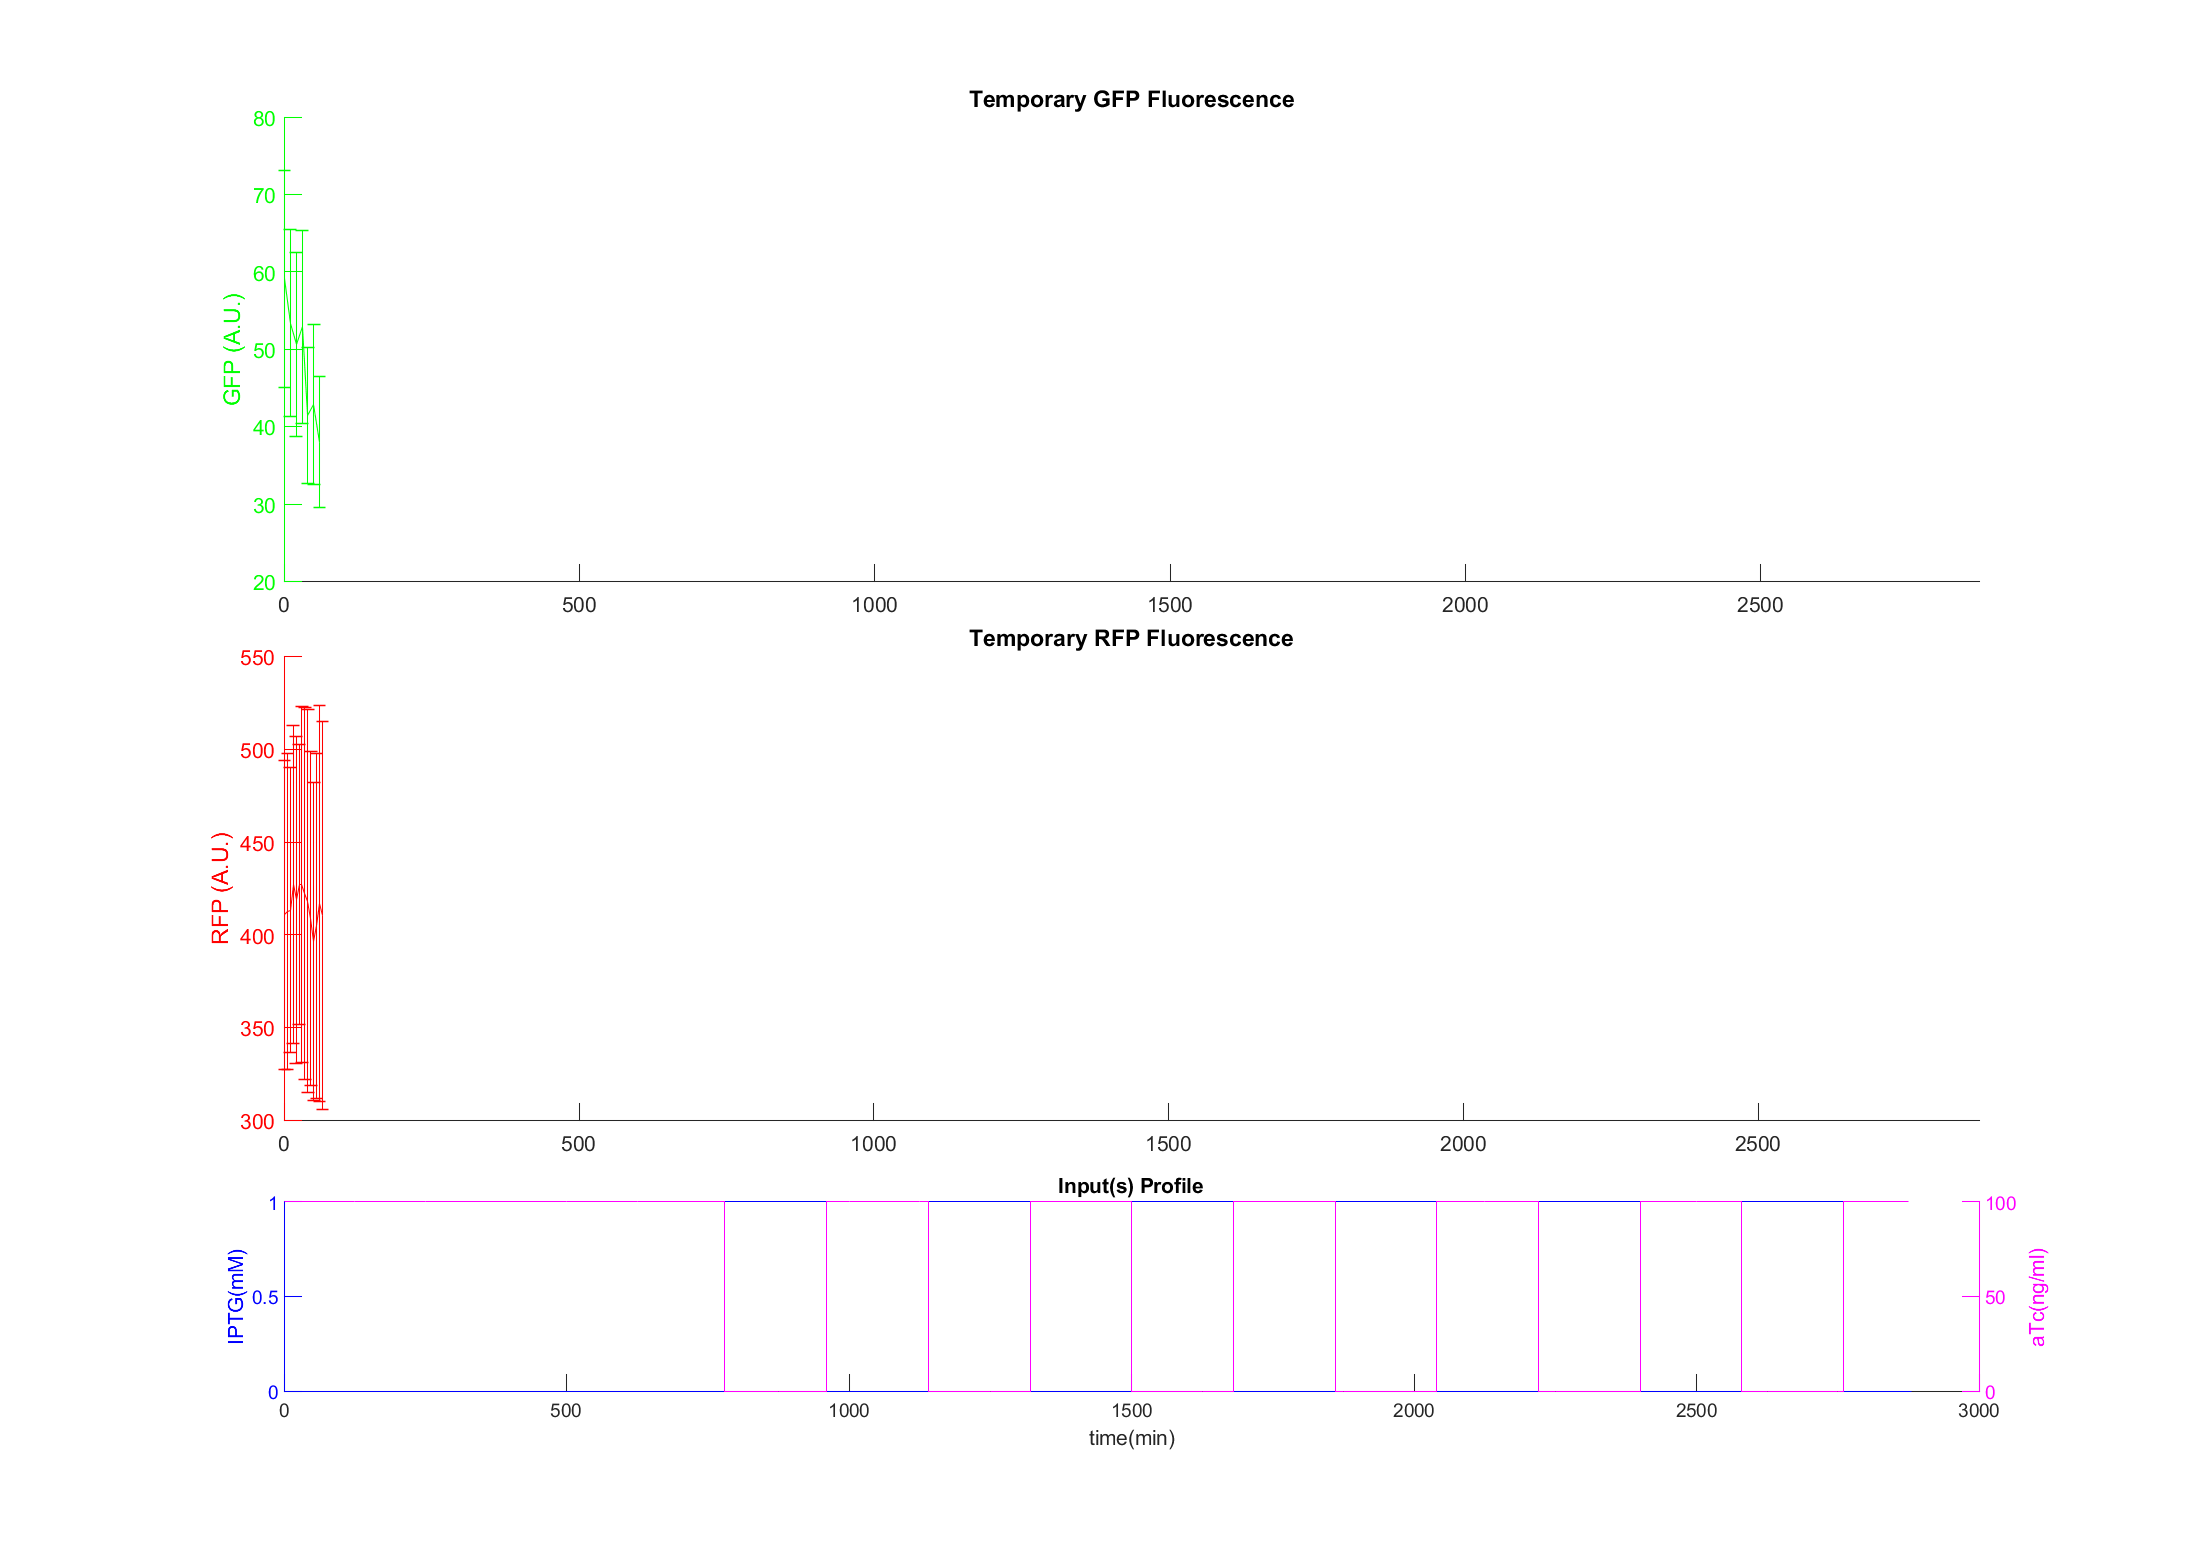 Temporary GFP Fluorescence
80
70
60
50
40
30
20
GFP (A.U.)
0 500 1000 1500 2000 2500
Temporary RFP Fluorescence
550
500
450
400
350
300
RFP (A.U.)
0 500 1000 1500 2000 2500
Input(s) Profile
1
0.5
0
IPTG(mM)
100
50
0
aTc(ng/ml)
0 500 1000 1500 2000 2500 3000
time(min)